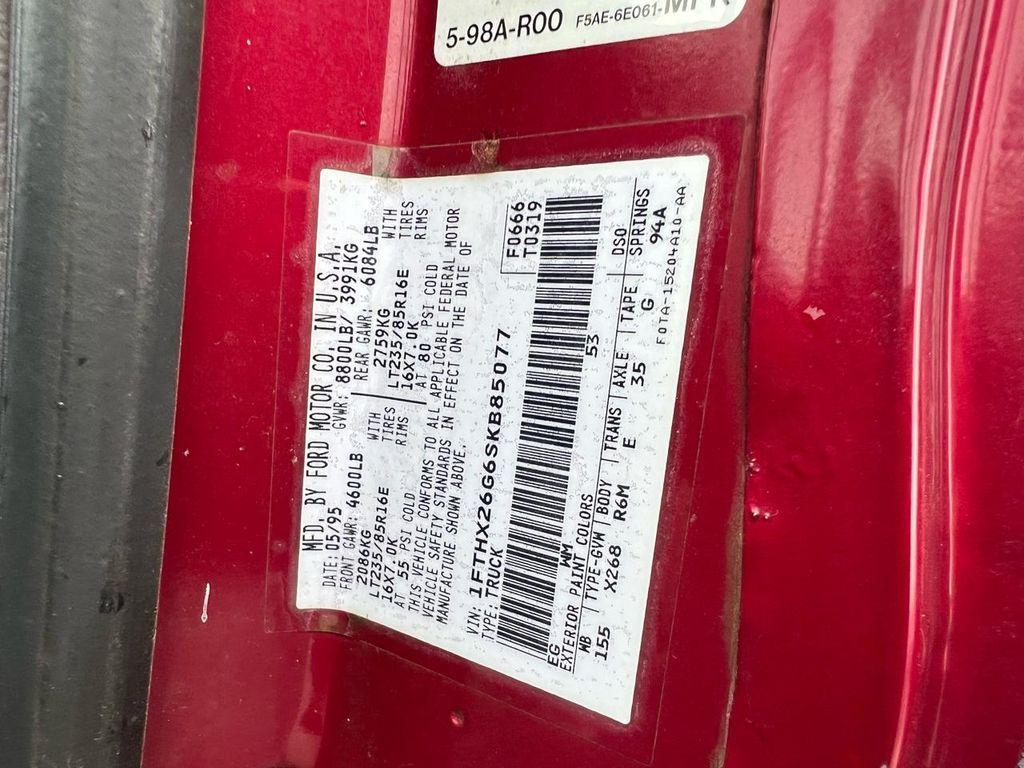 5-98A-R00 F5AE-6E061-
MFD. BY FORD MOTOR CO. IN U.S.A.
DATE: 05/95 GVWR: 8800LB/ 3991KG
FRONT GAWR: 4600LB REAR GAWR: 6084LB
2086KG WITH 2759KG WITH
LT235/85R16E TIRES LT235/85R16E TIRES
16X7.0K RIMS 16X7.0K RIMS
AT 55 PSI COLD AT 80 PSI COLD
THIS VEHICLE CONFORMS TO ALL APPLICABLE FEDERAL MOTOR
VEHICLE SAFETY STANDARDS IN EFFECT ON THE DATE OF
MANUFACTURE SHOWN ABOVE.
VIN: 1FTHX26G6SKB85077 F0666
TYPE: TRUCK T0319
EG WM 53
EXTERIOR PAINT COLORS DSO
WB TYPE-GVW BODY TRANS AXLE TAPE SPRINGS
155 X268 R6M E 35 G 94A
F0TA-15204A10-AA